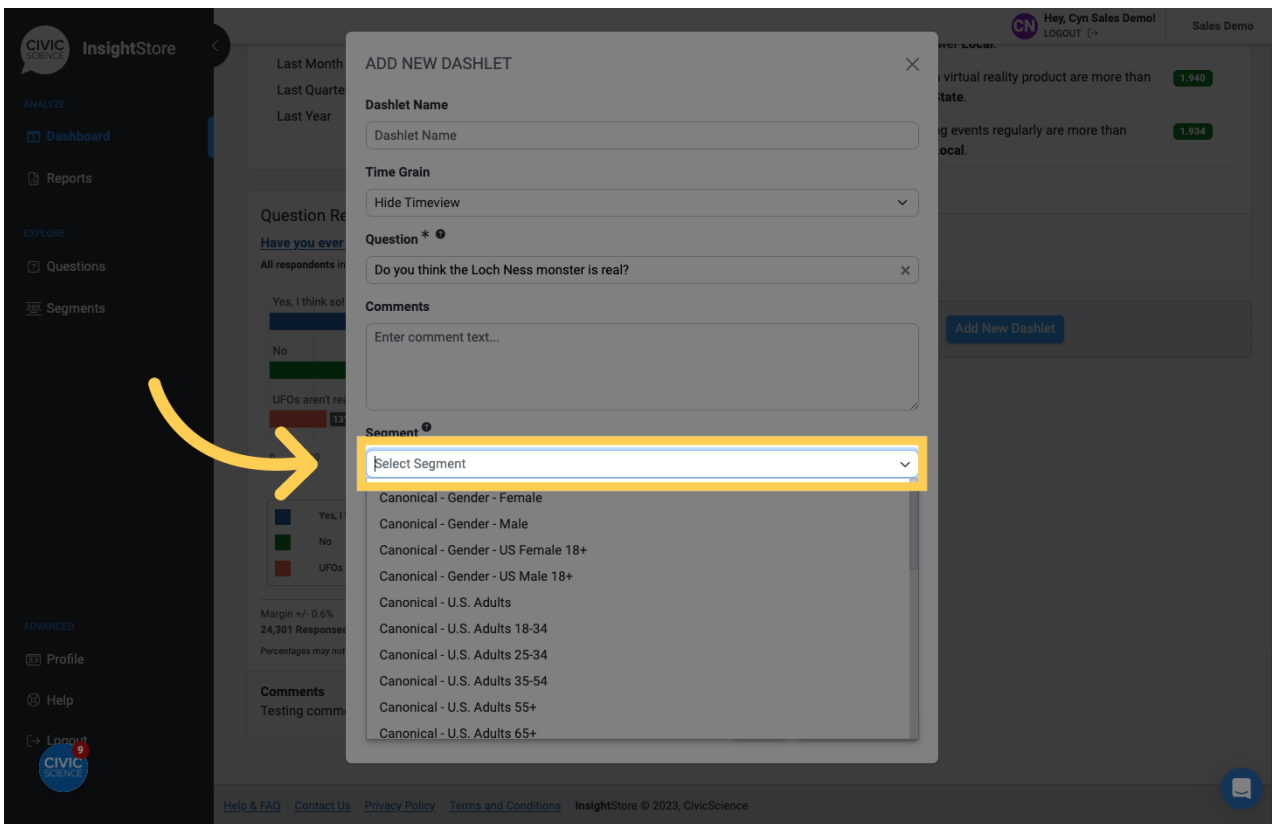 CIVIC
SCIENCE
InsightStore
ANALYZE
Dashboard
Reports
EXPLORE
Questions
Segments
ADVANCED
Profile
Help
Logout
9
CIVIC
SCIENCE
CN
Hey, Cyn Sales Demo!
LOGOUT
Sales Demo
Last Month
Last Quarte
Last Year
Local.
virtual reality product are more than
1.940
State.
g events regularly are more than
1.934
Local.
Question Re
Have you ever
All respondents in
Yes, I think so!
No
UFOs aren't rea
13
0
Yes, I
No
UFOs
Margin +/- 0.6%
24,301 Responses
Percentages may not
Comments
Testing comm
Add New Dashlet
ADD NEW DASHLET
Dashlet Name
Dashlet Name
Time Grain
Hide Timeview
Question *
Do you think the Loch Ness monster is real?
Comments
Enter comment text...
Segment
Select Segment
Canonical - Gender - Female
Canonical - Gender - Male
Canonical - Gender - US Female 18+
Canonical - Gender - US Male 18+
Canonical - U.S. Adults
Canonical - U.S. Adults 18-34
Canonical - U.S. Adults 25-34
Canonical - U.S. Adults 35-54
Canonical - U.S. Adults 55+
Canonical - U.S. Adults 65+
Help & FAQ Contact Us Privacy Policy Terms and Conditions InsightStore © 2023, CivicScience